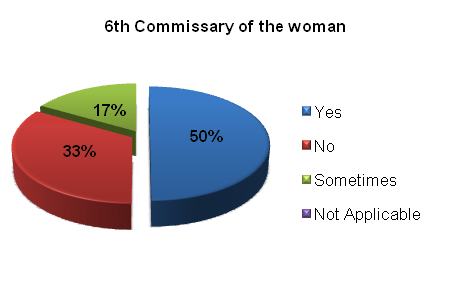 6th Commissary of the woman
17%
50%
33%
Yes
No
Sometimes
Not Applicable